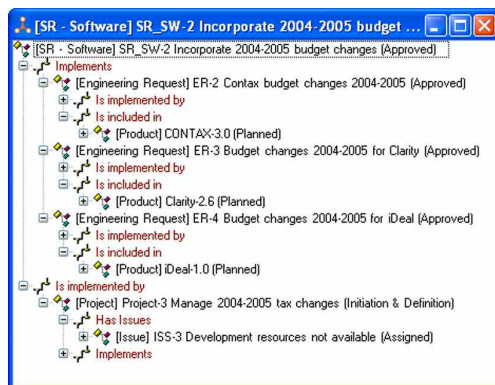 [SR - Software] SR_SW-2 Incorporate 2004-2005 budget ...
[SR - Software] SR_SW-2 Incorporate 2004-2005 budget changes (Approved)
Implements
[Engineering Request] ER-2 Contax budget changes 2004-2005 (Approved)
Is implemented by
Is included in
[Product] CONTAX-3.0 (Planned)
[Engineering Request] ER-3 Budget changes 2004-2005 for Clarity (Approved)
Is implemented by
Is included in
[Product] Clarity-2.6 (Planned)
[Engineering Request] ER-4 Budget changes 2004-2005 for iDeal (Approved)
Is implemented by
Is included in
[Product] iDeal-1.0 (Planned)
Is implemented by
[Project] Project-3 Manage 2004-2005 tax changes (Initiation & Definition)
Has Issues
[Issue] ISS-3 Development resources not available (Assigned)
Implements